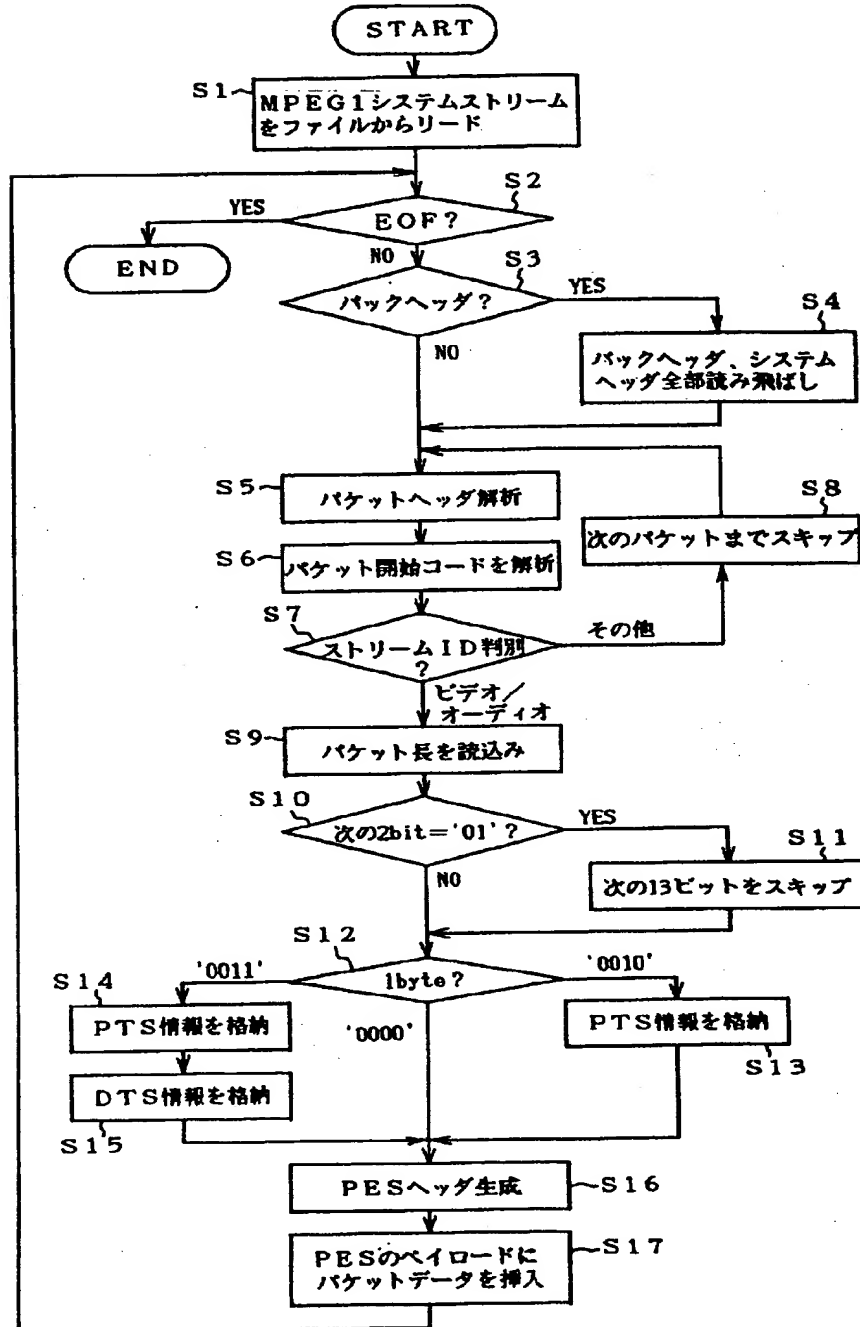 START
S1
MPEG1システムストリーム
をファイルからリード
S2
YES
EOF?
END
NO
S3
パックヘッダ?
YES
S4
NO
パックヘッダ、システム
ヘッダ全部読み飛ばし
S5
パケットヘッダ解析
S8
次のパケットまでスキップ
S6
パケット開始コードを解析
S7
ストリームID判別
?
その他
ビデオ/
オーディオ
S9
パケット長を読込み
S10
次の2bit='01'?
YES
S11
NO
次の13ビットをスキップ
S12
'0011'
1byte?
'0010'
S14
PTS情報を格納
'0000'
PTS情報を格納
S13
DTS情報を格納
S15
PESヘッダ生成
S16
PESのペイロードに
パケットデータを挿入
S17